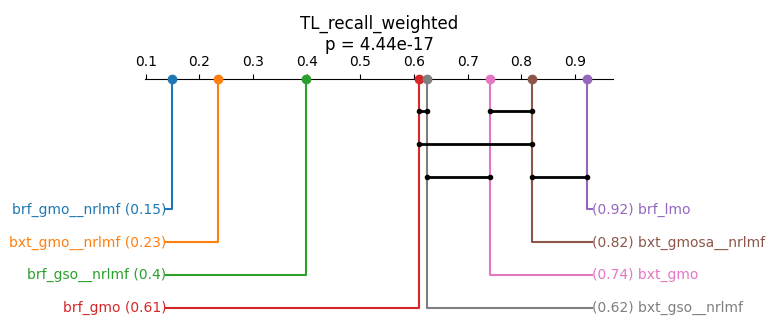 TL_recall_weighted
p = 4.44e-17
0.1 0.2 0.3 0.4 0.5 0.6 0.7 0.8 0.9
brf_gmo__nrlmf (0.15) (0.92) brf_lmo
bxt_gmo__nrlmf (0.23) (0.82) bxt_gmosa__nrlmf
brf_gso__nrlmf (0.4) (0.74) bxt_gmo
brf_gmo (0.61) (0.62) bxt_gso__nrlmf